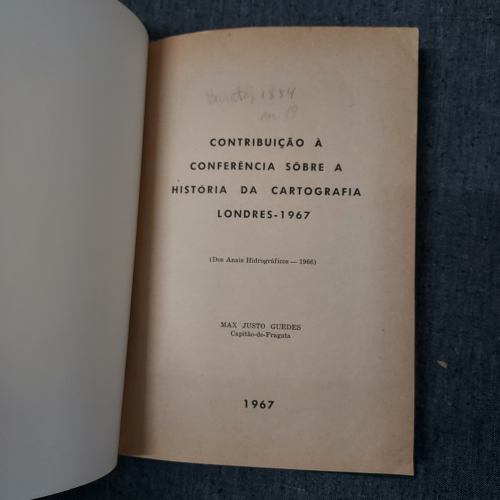 1884
CONTRIBUIÇÃO À
CONFERÊNCIA SÔBRE A
HISTÓRIA DA CARTOGRAFIA
LONDRES-1967
(Dos Anais Hidrográficos — 1966)
MAX JUSTO GUEDES
Capitão-de-Fragata
1967